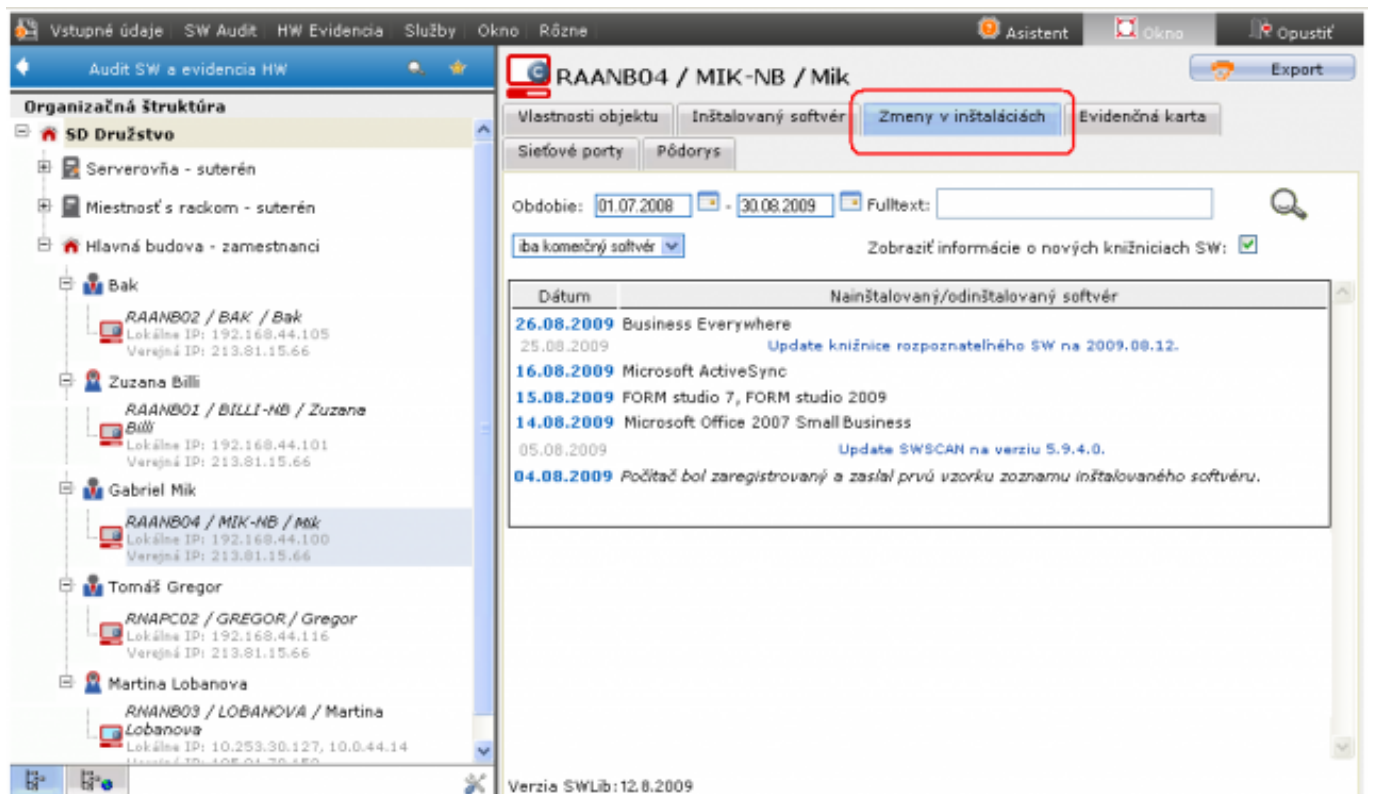 Vstupné údaje SW Audit HW Evidencia Služby Okno Rôzne Asistent Okno Opustiť
Audit SW a evidencia HW
Organizačná štruktúra
SD Družstvo
Serverovňa - suterén
Miestnosť s rackom - suterén
Hlavná budova - zamestnanci
Bak
RAANB02 / BAK / Bak
Lokálne IP: 192.168.44.105
Verejná IP: 213.81.15.66
Zuzana Billi
RAANB01 / BILLI-NB / Zuzana
Billi
Lokálne IP: 192.168.44.101
Verejná IP: 213.81.15.66
Gabriel Mik
RAANB04 / MIK-NB / Mik
Lokálne IP: 192.168.44.100
Verejná IP: 213.81.15.66
Tomáš Gregor
RNAPC02 / GREGOR / Gregor
Lokálne IP: 192.168.44.116
Verejná IP: 213.81.15.66
Martina Lobanova
RNANB03 / LOBANOVA / Martina
Lobanova
Lokálne IP: 10.253.30.127, 10.0.44.14
RAANB04 / MIK-NB / Mik
Export
Vlastnosti objektu Inštalovaný softvér Zmeny v inštaláciách Evidenčná karta
Sieťové porty Pôdorys
Obdobie: 01.07.2008 - 30.08.2009 Fulltext:
iba komerčný softvér Zobraziť informácie o nových knižniciach SW:
Dátum Nainštalovaný/odinštalovaný softvér
26.08.2009 Business Everywhere
25.08.2009 Update knižnice rozpoznateľného SW na 2009.08.12.
16.08.2009 Microsoft ActiveSync
15.08.2009 FORM studio 7, FORM studio 2009
14.08.2009 Microsoft Office 2007 Small Business
05.08.2009 Update SWSCAN na verziu 5.9.4.0.
04.08.2009 Počítač bol zaregistrovaný a zaslal prvú vzorku zoznamu inštalovaného softvéru.
Verzia SWLib: 12.8.2009